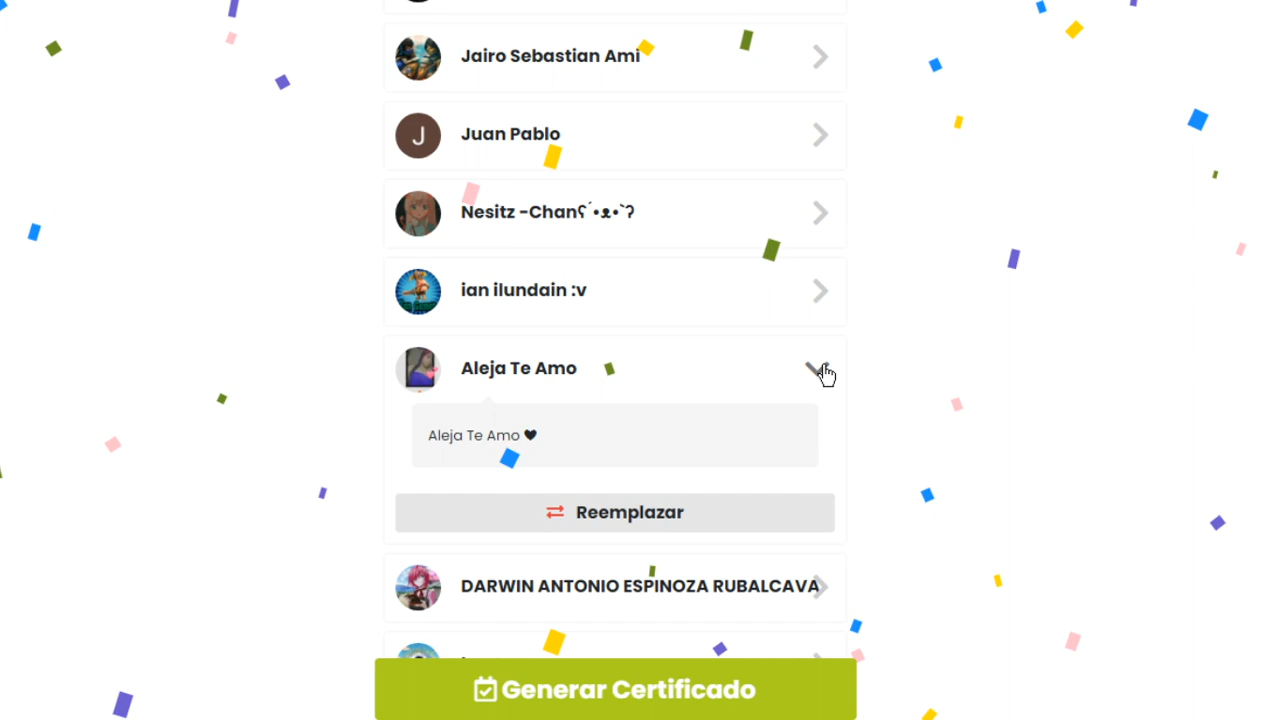 Jairo Sebastian Ami
J
Juan Pablo
Nesitz -Chanʕ´•ᴥ•`ʔ
ian ilundain :v
Aleja Te Amo
Aleja Te Amo 🖤
Reemplazar
DARWIN ANTONIO ESPINOZA RUBALCAVA
Generar Certificado